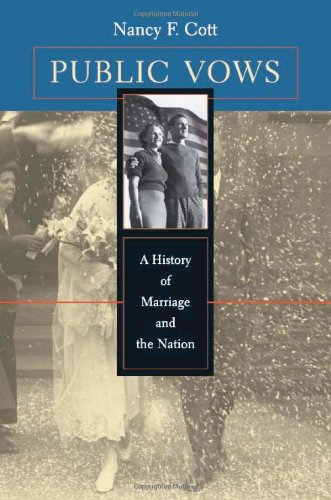 Nancy F. Cott
PUBLIC VOWS
A History
of
Marriage
and
the Nation